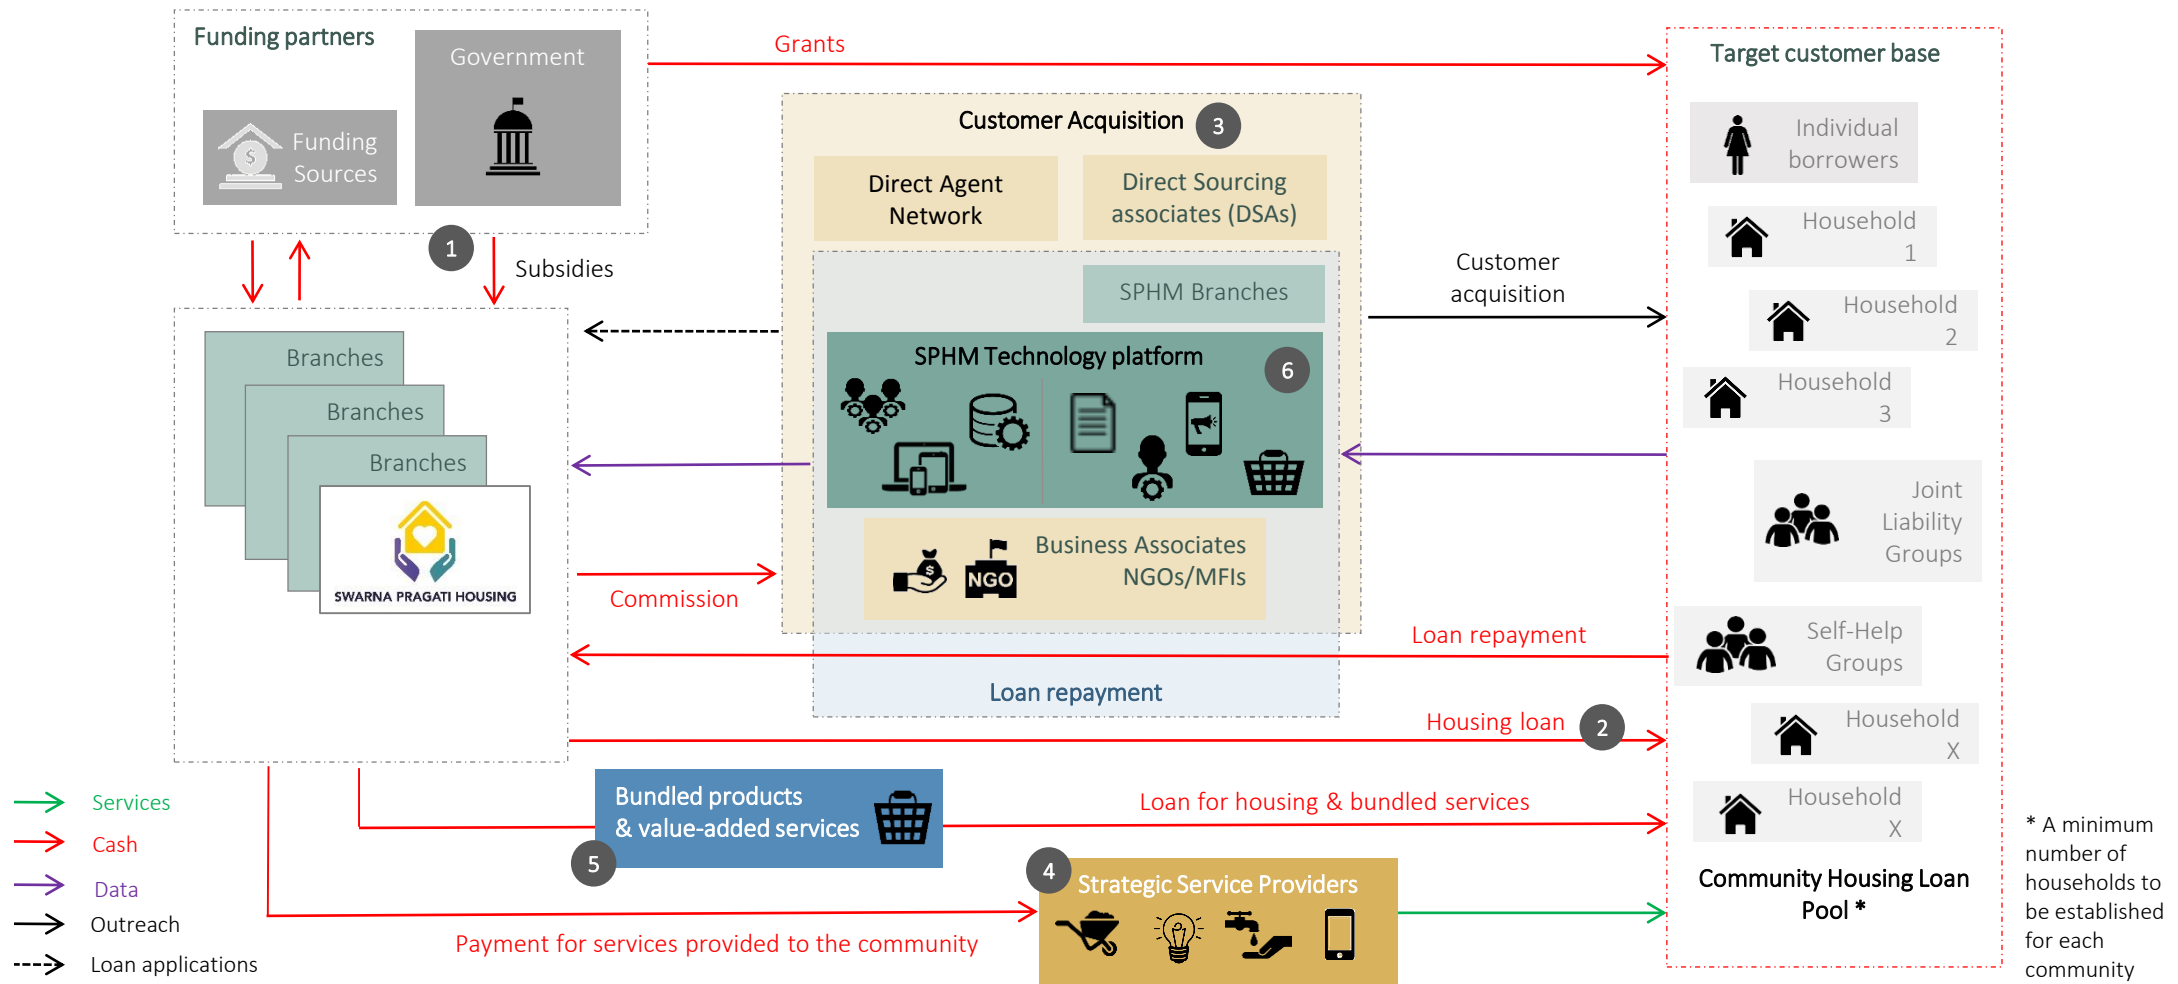 Funding partners
Government
Funding
Sources
1
Subsidies
Grants
Customer Acquisition
3
Direct Agent
Network
Direct Sourcing
associates (DSAs)
SPHM Branches
SPHM Technology platform
6
Business Associates
NGOs/MFIs
NGO
Loan repayment
Branches
Branches
Branches
SWARNA PRAGATI HOUSING
Commission
Customer
acquisition
Loan repayment
Housing loan
2
Bundled products
& value-added services
5
Loan for housing & bundled services
4
Strategic Service Providers
Payment for services provided to the community
Target customer base
Individual
borrowers
Household
1
Household
2
Household
3
Joint
Liability
Groups
Self-Help
Groups
Household
X
Household
X
Community Housing Loan
Pool *
* A minimum
number of
households to
be established
for each
community
Services
Cash
Data
Outreach
Loan applications
$
$